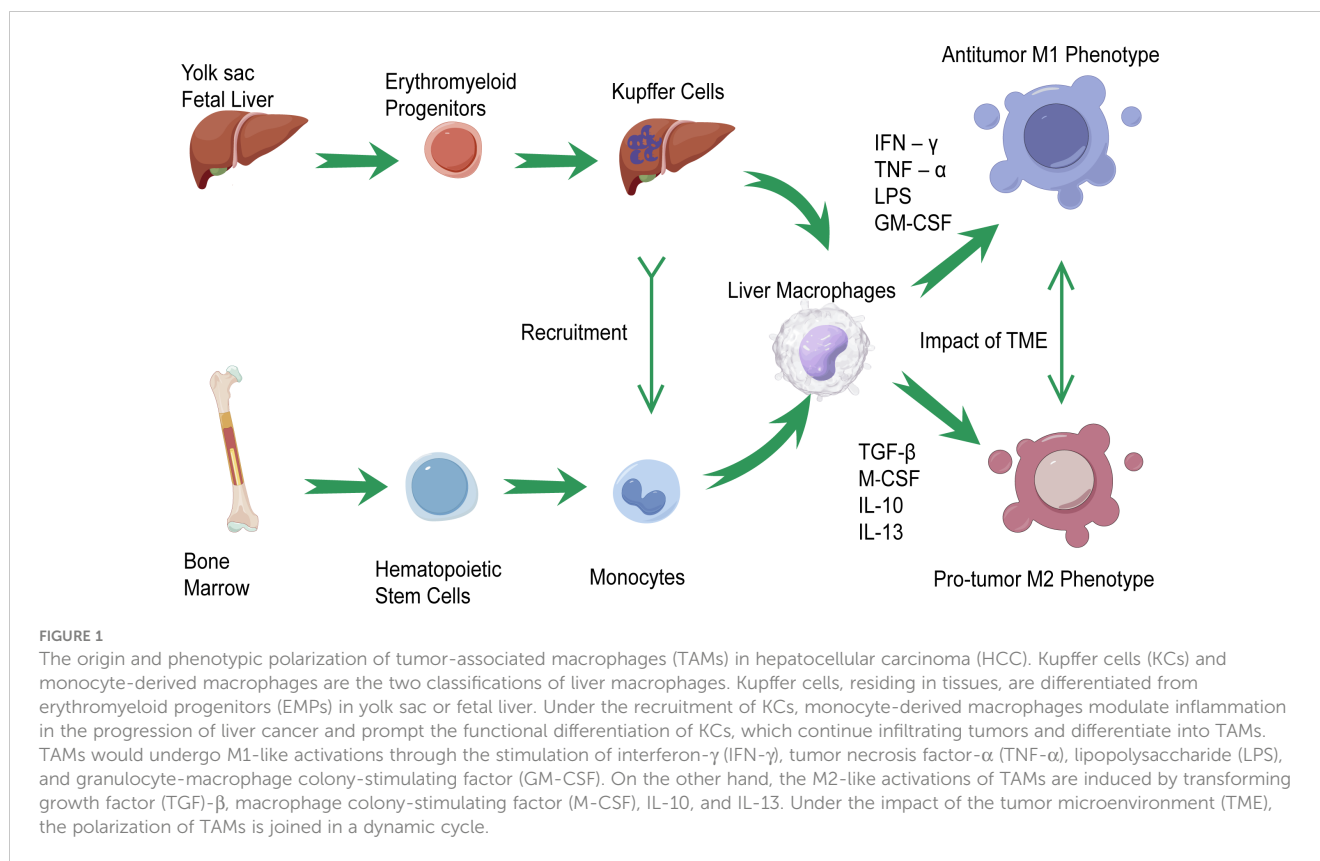 Yolk sac
Fetal Liver
Erythromyeloid
Progenitors
Kupffer Cells
Antitumor M1 Phenotype
IFN – γ
TNF – α
LPS
GM-CSF
Liver Macrophages
Recruitment
Impact of TME
TGF-β
M-CSF
IL-10
IL-13
Bone
Marrow
Hematopoietic
Stem Cells
Monocytes
Pro-tumor M2 Phenotype
FIGURE 1
The origin and phenotypic polarization of tumor-associated macrophages (TAMs) in hepatocellular carcinoma (HCC). Kupffer cells (KCs) and
monocyte-derived macrophages are the two classifications of liver macrophages. Kupffer cells, residing in tissues, are differentiated from
erythromyeloid progenitors (EMPs) in yolk sac or fetal liver. Under the recruitment of KCs, monocyte-derived macrophages modulate inflammation
in the progression of liver cancer and prompt the functional differentiation of KCs, which continue infiltrating tumors and differentiate into TAMs.
TAMs would undergo M1-like activations through the stimulation of interferon-γ (IFN-γ), tumor necrosis factor-α (TNF-α), lipopolysaccharide (LPS),
and granulocyte-macrophage colony-stimulating factor (GM-CSF). On the other hand, the M2-like activations of TAMs are induced by transforming
growth factor (TGF)-β, macrophage colony-stimulating factor (M-CSF), IL-10, and IL-13. Under the impact of the tumor microenvironment (TME),
the polarization of TAMs is joined in a dynamic cycle.